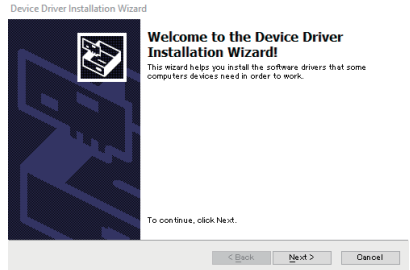 Device Driver Installation Wizard
Welcome to the Device Driver
Installation Wizard!
This wizard helps you install the software drivers that some
computers devices need in order to work.
To continue, click Next.
< Back Next > Cancel